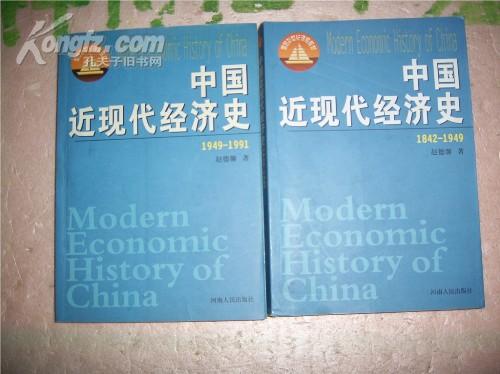 Kongfz.com
孔夫子旧书网
Economic History of China
中国
近现代经济史
1949-1991
赵德馨 著
Modern
Economic
History of
China
河南人民出版社
Modern Economic History of China
中国
近现代经济史
1842-1949
赵德馨 著
Modern
Economic
History of
China
河南人民出版社